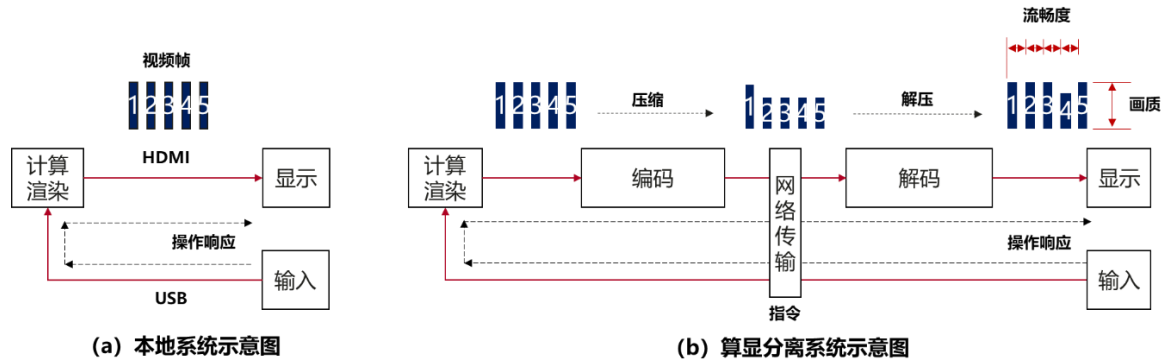 视频帧
12345
HDMI
计算
渲染
显示
操作响应
输入
USB
(a) 本地系统示意图
流畅度
12345
压缩
12345
解压
12345
画质
计算
渲染
编码
网
络
传
输
解码
显示
操作响应
输入
指令
(b) 算显分离系统示意图